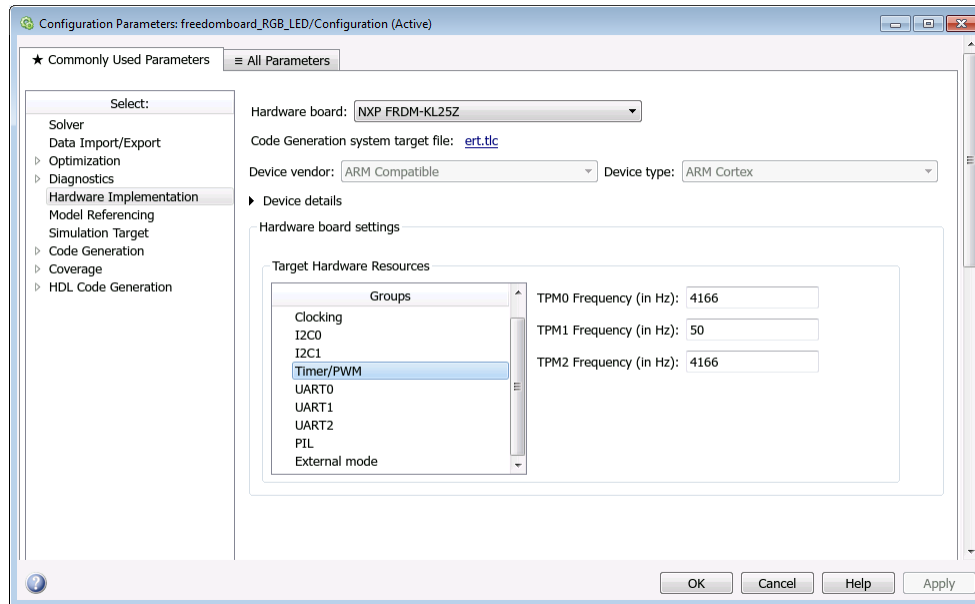 Configuration Parameters: freedomboard_RGB_LED/Configuration (Active)
★ Commonly Used Parameters
≡ All Parameters
Select:
Solver
Data Import/Export
Optimization
Diagnostics
Hardware Implementation
Model Referencing
Simulation Target
Code Generation
Coverage
HDL Code Generation
Hardware board: NXP FRDM-KL25Z
Code Generation system target file: ert.tlc
Device vendor: ARM Compatible Device type: ARM Cortex
Device details
Hardware board settings
Target Hardware Resources
Groups
Clocking
I2C0
I2C1
Timer/PWM
UART0
UART1
UART2
PIL
External mode
TPM0 Frequency (in Hz): 4166
TPM1 Frequency (in Hz): 50
TPM2 Frequency (in Hz): 4166
OK Cancel Help Apply